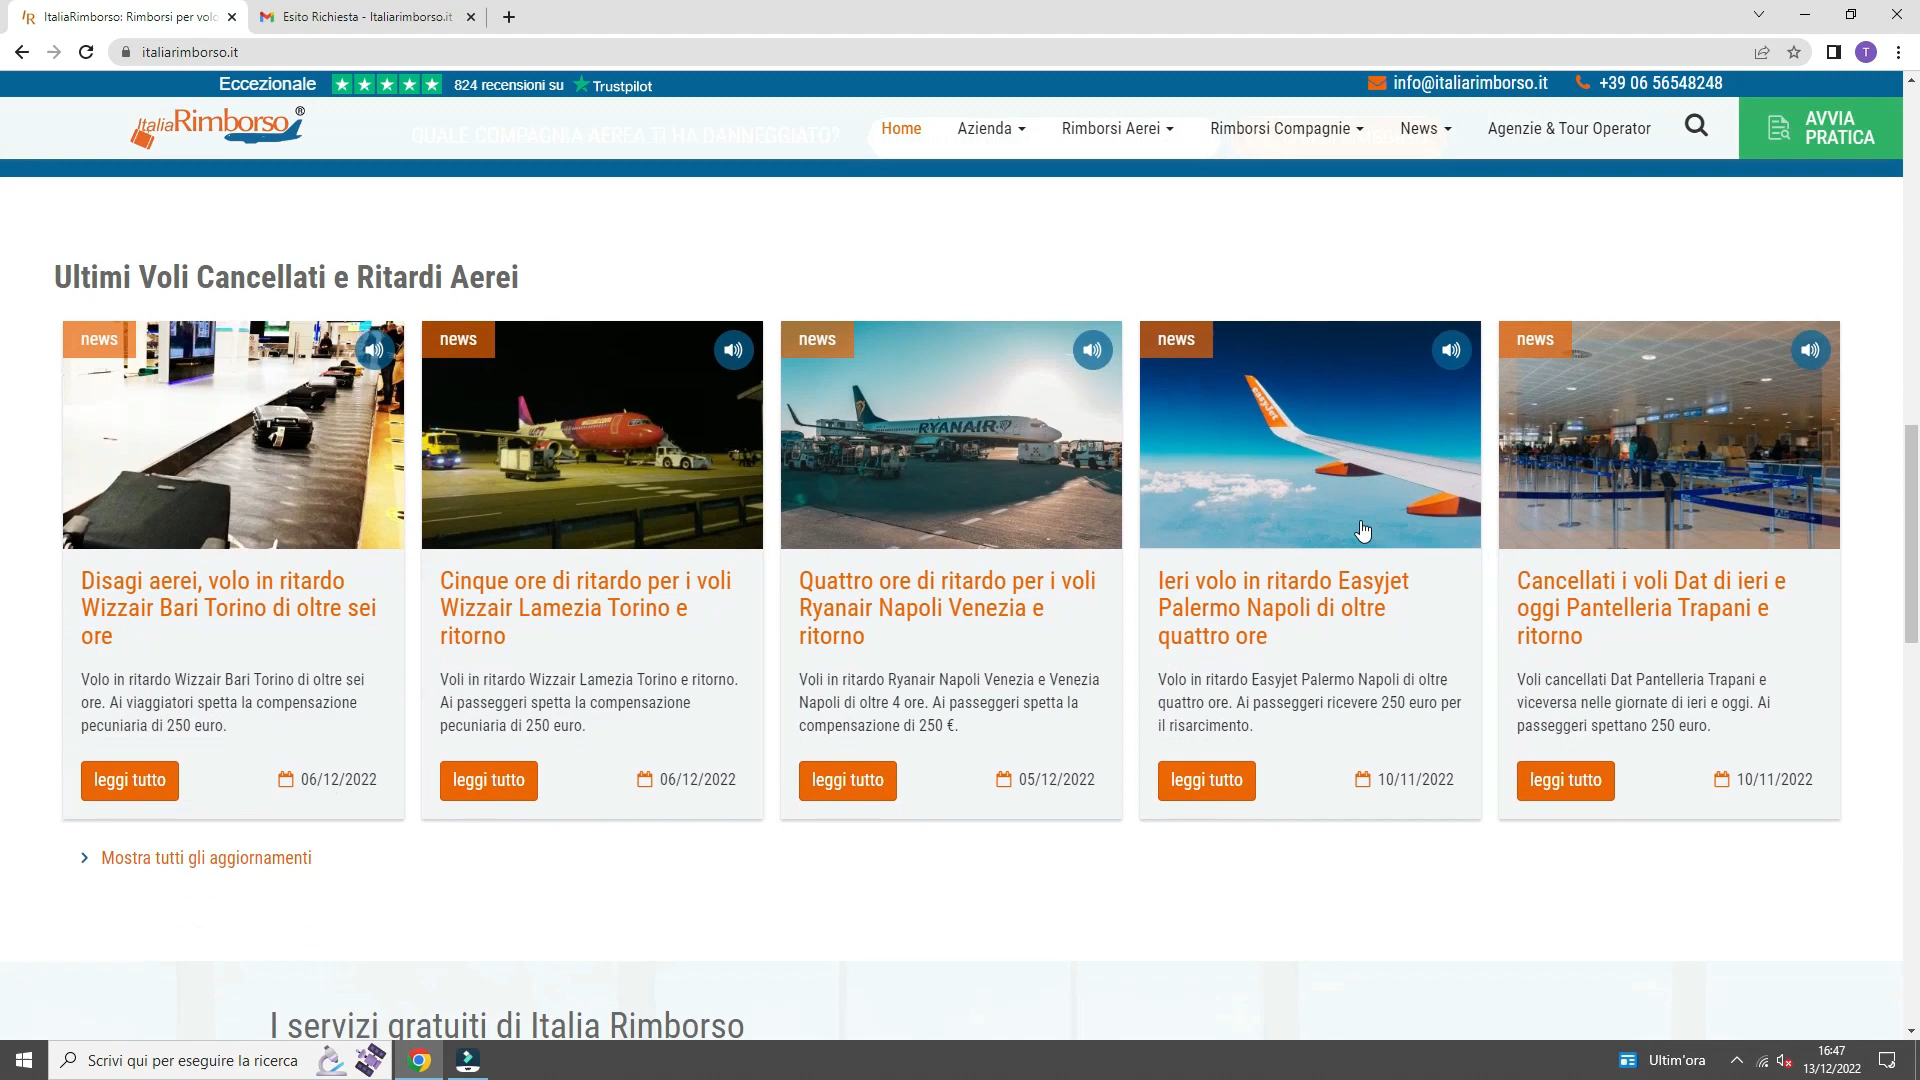 ItaliaRimborso: Rimborsi per volo
Esito Richiesta - Italiarimborso.it
italiarimborso.it
T
Eccezionale
824 recensioni su
Trustpilot
info@italiarimborso.it
+39 06 56548248
ItaliaRimborso®
QUALE COMPAGNIA AEREA TI HA DANNEGGIATO?
Home
Azienda
Rimborsi Aerei
Rimborsi Compagnie
News
Agenzie & Tour Operator
AVVIA
PRATICA
Ultimi Voli Cancellati e Ritardi Aerei
news
Disagi aerei, volo in ritardo
Wizzair Bari Torino di oltre sei
ore
Volo in ritardo Wizzair Bari Torino di oltre sei
ore. Ai viaggiatori spetta la compensazione
pecuniaria di 250 euro.
leggi tutto
06/12/2022
news
Cinque ore di ritardo per i voli
Wizzair Lamezia Torino e
ritorno
Voli in ritardo Wizzair Lamezia Torino e ritorno.
Ai passeggeri spetta la compensazione
pecuniaria di 250 euro.
leggi tutto
06/12/2022
news
RYANAIR
Quattro ore di ritardo per i voli
Ryanair Napoli Venezia e
ritorno
Voli in ritardo Ryanair Napoli Venezia e Venezia
Napoli di oltre 4 ore. Ai passeggeri spetta la
compensazione di 250 €.
leggi tutto
05/12/2022
news
easyJet
Ieri volo in ritardo Easyjet
Palermo Napoli di oltre
quattro ore
Volo in ritardo Easyjet Palermo Napoli di oltre
quattro ore. Ai passeggeri ricevere 250 euro per
il risarcimento.
leggi tutto
10/11/2022
news
Cancellati i voli Dat di ieri e
oggi Pantelleria Trapani e
ritorno
Voli cancellati Dat Pantelleria Trapani e
viceversa nelle giornate di ieri e oggi. Ai
passeggeri spettano 250 euro.
leggi tutto
10/11/2022
Mostra tutti gli aggiornamenti
I servizi gratuiti di Italia Rimborso
Scrivi qui per eseguire la ricerca
Ultim'ora
16:47
13/12/2022